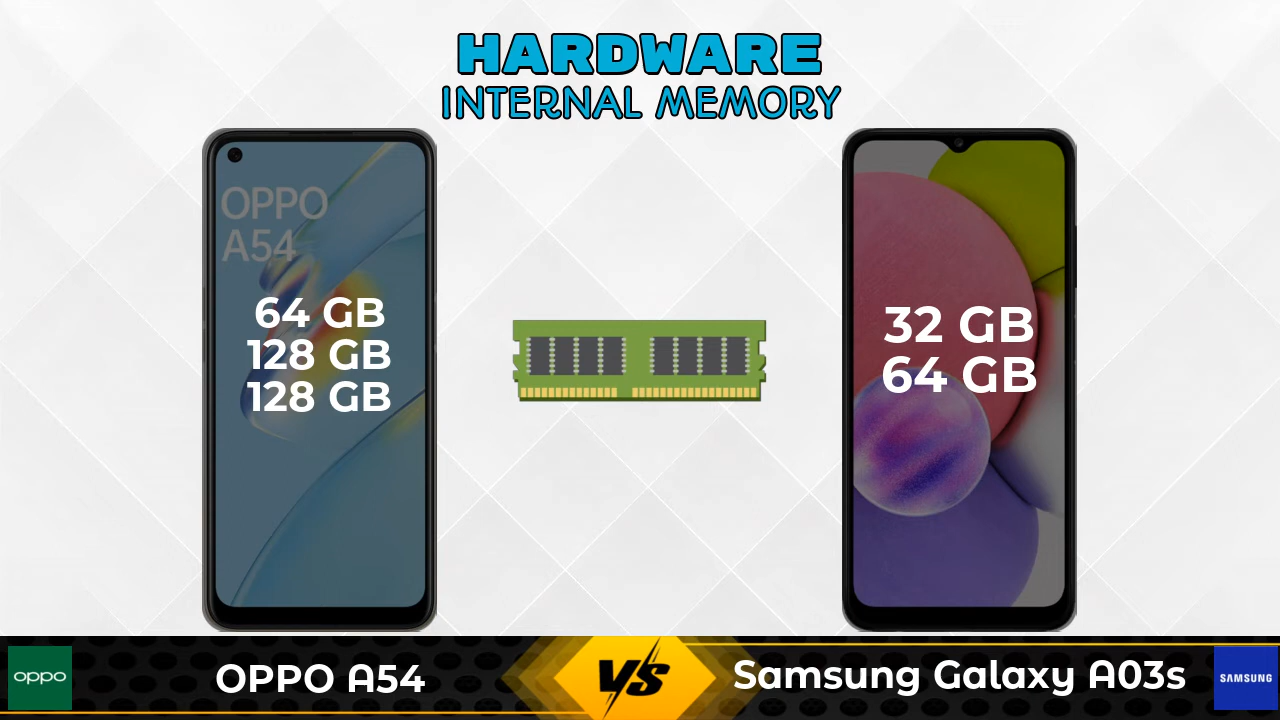 HARDWARE
INTERNAL MEMORY
OPPO
A54
64 GB
128 GB
128 GB
32 GB
64 GB
oppo
OPPO A54
VS
Samsung Galaxy A03s
SAMSUNG